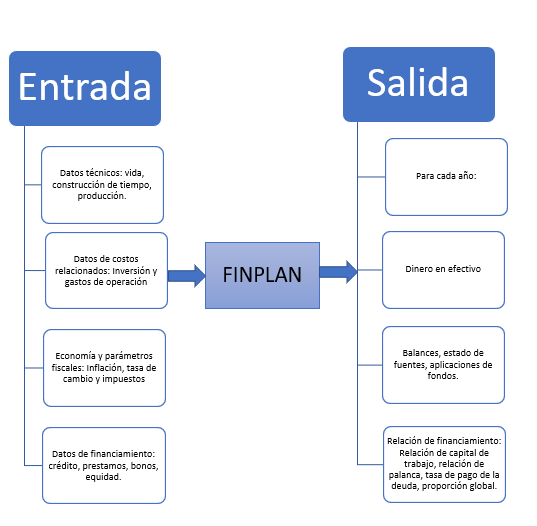 Entrada
Datos técnicos: vida,
construcción de tiempo,
producción.
Datos de costos
relacionados: Inversión y
gastos de operación
Economía y parámetros
fiscales: Inflación, tasa de
cambio y impuestos
Datos de financiamiento:
crédito, prestamos, bonos,
equidad.
FINPLAN
Salida
Para cada año:
Dinero en efectivo
Balances, estado de
fuentes, aplicaciones de
fondos.
Relación de financiamiento:
Relación de capital de
trabajo, relación de
palanca, tasa de pago de la
deuda, proporción global.